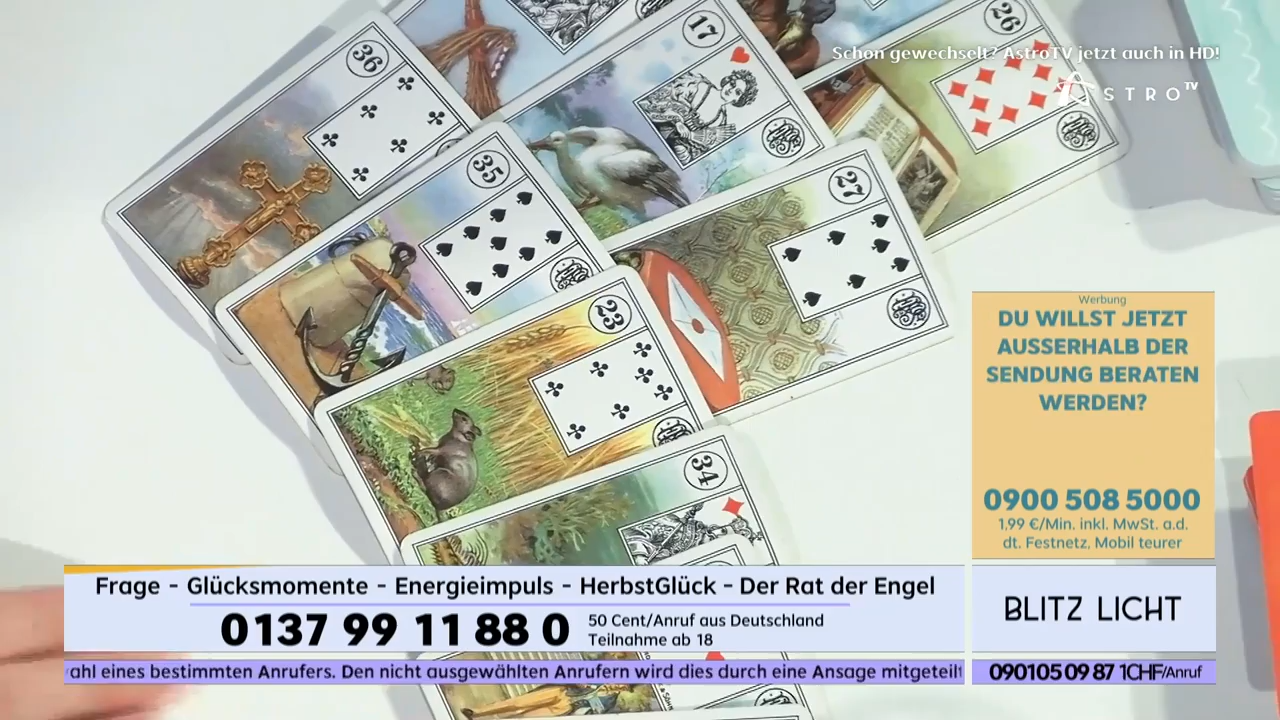 Schon gewechselt? AstroTV jetzt auch in HD!
ASTRO TV
36
17
26
35
27
23
34
Werbung
DU WILLST JETZT
AUSSERHALB DER
SENDUNG BERATEN
WERDEN?
0900 508 5000
1,99 €/Min. inkl. MwSt. a.d.
dt. Festnetz, Mobil teurer
Frage - Glücksmomente - Energieimpuls - HerbstGlück - Der Rat der Engel
0137 99 11 88 0
50 Cent/Anruf aus Deutschland
Teilnahme ab 18
BLITZ LICHT
ahl eines bestimmten Anrufers. Den nicht ausgewählten Anrufern wird dies durch eine Ansage mitgeteilt
0901 05 09 87 1CHF/Anruf